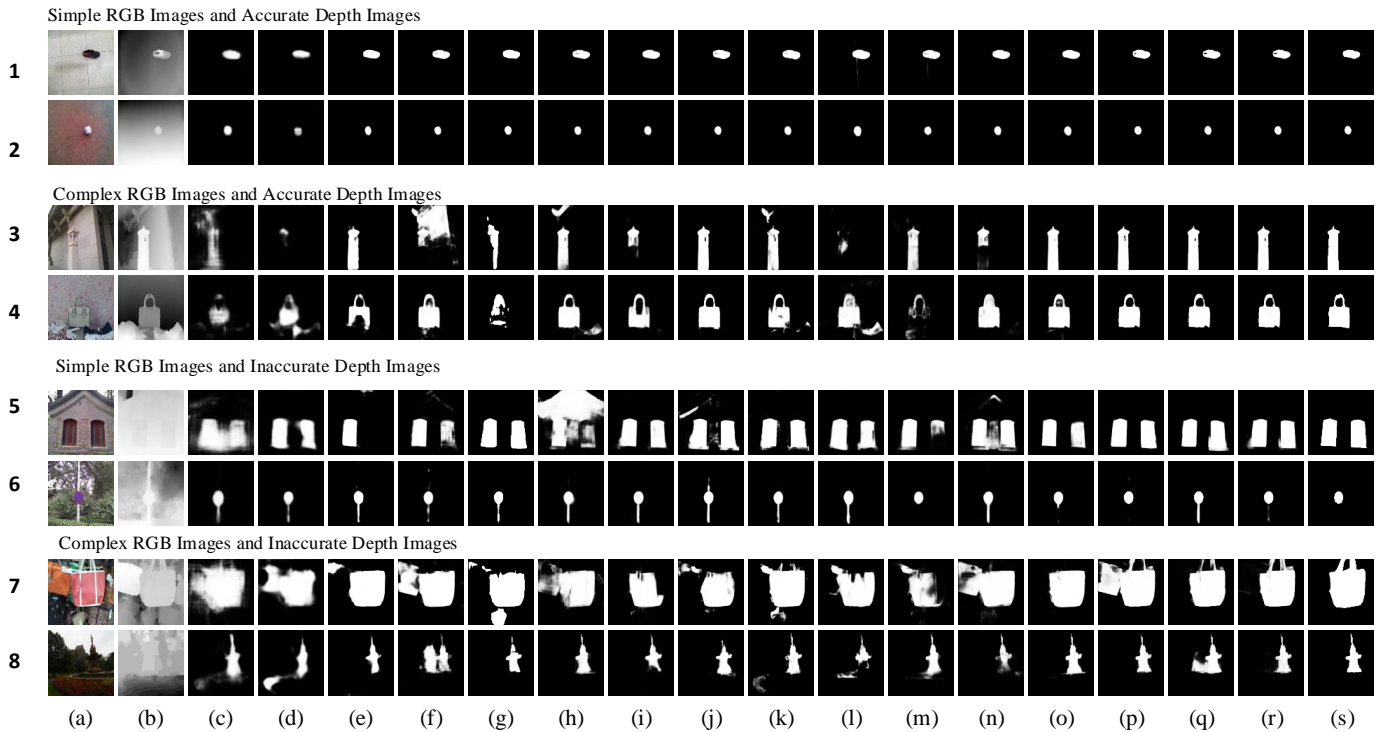 Simple RGB Images and Accurate Depth Images
1
2
Complex RGB Images and Accurate Depth Images
3
4
Simple RGB Images and Inaccurate Depth Images
5
6
Complex RGB Images and Inaccurate Depth Images
7
8
(a) (b) (c) (d) (e) (f) (g) (h) (i) (j) (k) (l) (m) (n) (o) (p) (q) (r) (s)